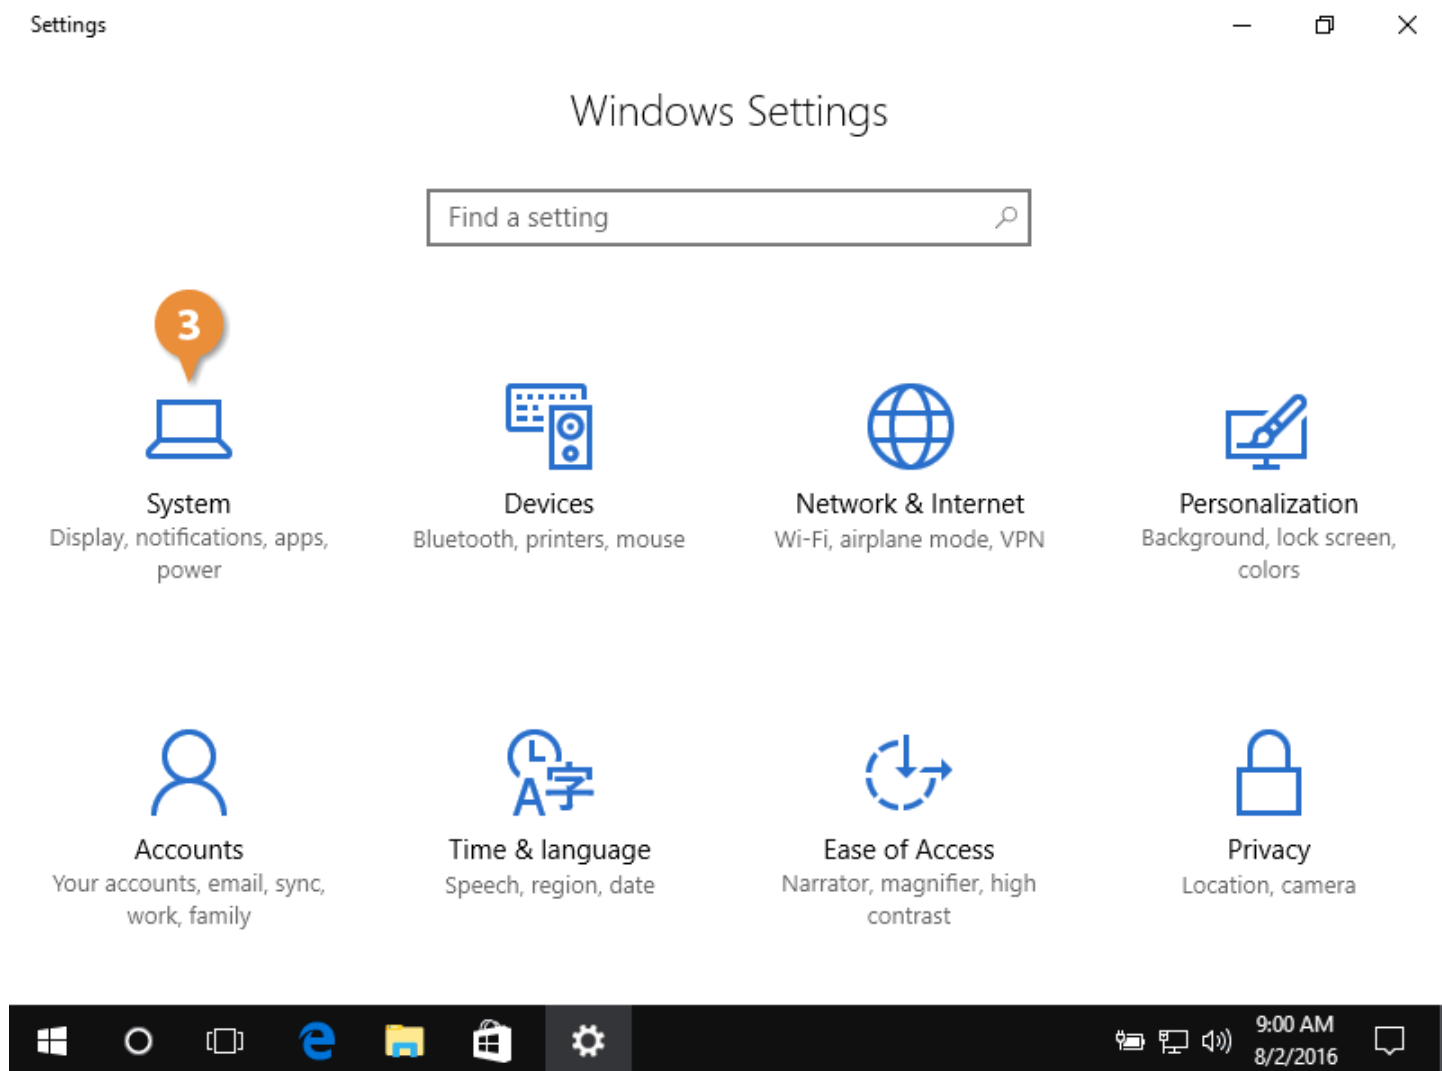 Settings
Windows Settings
Find a setting
3
System
Display, notifications, apps,
power
Devices
Bluetooth, printers, mouse
Network & Internet
Wi-Fi, airplane mode, VPN
Personalization
Background, lock screen,
colors
Accounts
Your accounts, email, sync,
work, family
A字
Time & language
Speech, region, date
Ease of Access
Narrator, magnifier, high
contrast
Privacy
Location, camera
9:00 AM
8/2/2016